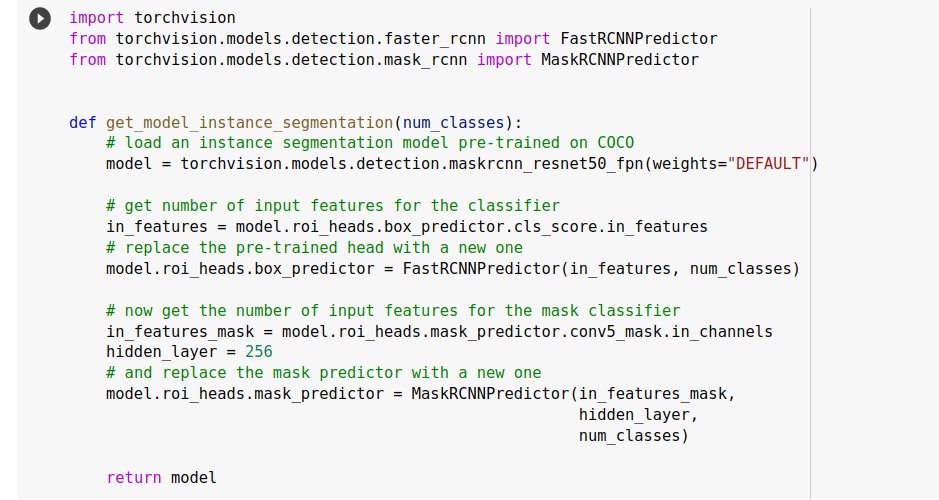 import torchvision
from torchvision.models.detection.faster_rcnn import FastRCNNPredictor
from torchvision.models.detection.mask_rcnn import MaskRCNNPredictor
def get_model_instance_segmentation(num_classes):
# load an instance segmentation model pre-trained on COCO
model = torchvision.models.detection.maskrcnn_resnet50_fpn(weights="DEFAULT")
# get number of input features for the classifier
in_features = model.roi_heads.box_predictor.cls_score.in_features
# replace the pre-trained head with a new one
model.roi_heads.box_predictor = FastRCNNPredictor(in_features, num_classes)
# now get the number of input features for the mask classifier
in_features_mask = model.roi_heads.mask_predictor.conv5_mask.in_channels
hidden_layer = 256
# and replace the mask predictor with a new one
model.roi_heads.mask_predictor = MaskRCNNPredictor(in_features_mask,
hidden_layer,
num_classes)
return model